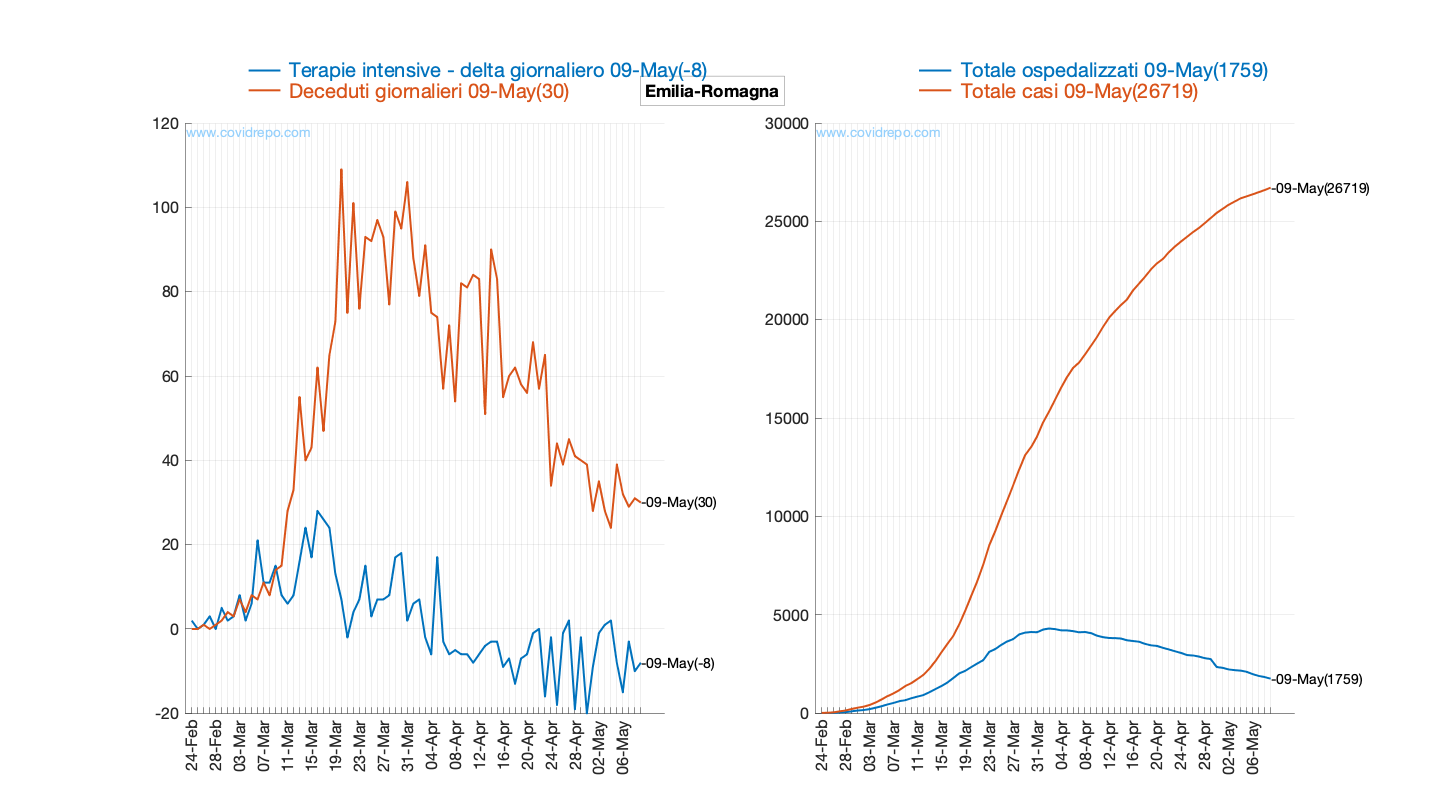 Terapie intensive - delta giornaliero 09-May(-8)
Deceduti giornalieri 09-May(30)
Emilia-Romagna
Totale ospedalizzati 09-May(1759)
Totale casi 09-May(26719)
www.covidrepo.com
120
100
80
60
40
20
0
-20
-09-May(30)
-09-May(-8)
24-Feb
28-Feb
03-Mar
07-Mar
11-Mar
15-Mar
19-Mar
23-Mar
27-Mar
31-Mar
04-Apr
08-Apr
12-Apr
16-Apr
20-Apr
24-Apr
28-Apr
02-May
06-May
www.covidrepo.com
30000
25000
20000
15000
10000
5000
0
-09-May(26719)
-09-May(1759)
24-Feb
28-Feb
03-Mar
07-Mar
11-Mar
15-Mar
19-Mar
23-Mar
27-Mar
31-Mar
04-Apr
08-Apr
12-Apr
16-Apr
20-Apr
24-Apr
28-Apr
02-May
06-May